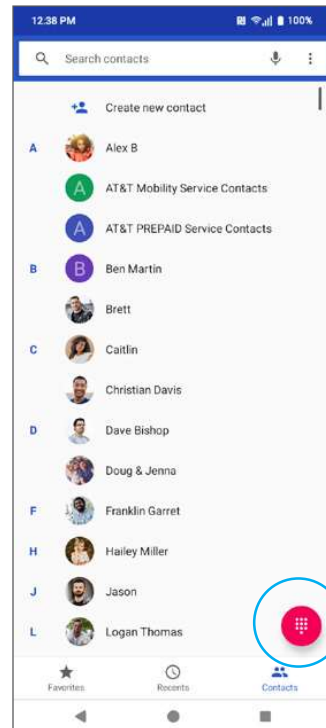 12:38 PM 100%
Search contacts
Create new contact
A Alex B
A AT&T Mobility Service Contacts
A AT&T PREPAID Service Contacts
B B Ben Martin
Brett
C Caitlin
Christian Davis
D Dave Bishop
Doug & Jenna
F Franklin Garret
H Hailey Miller
J Jason
L Logan Thomas
Favorites Recents Contacts